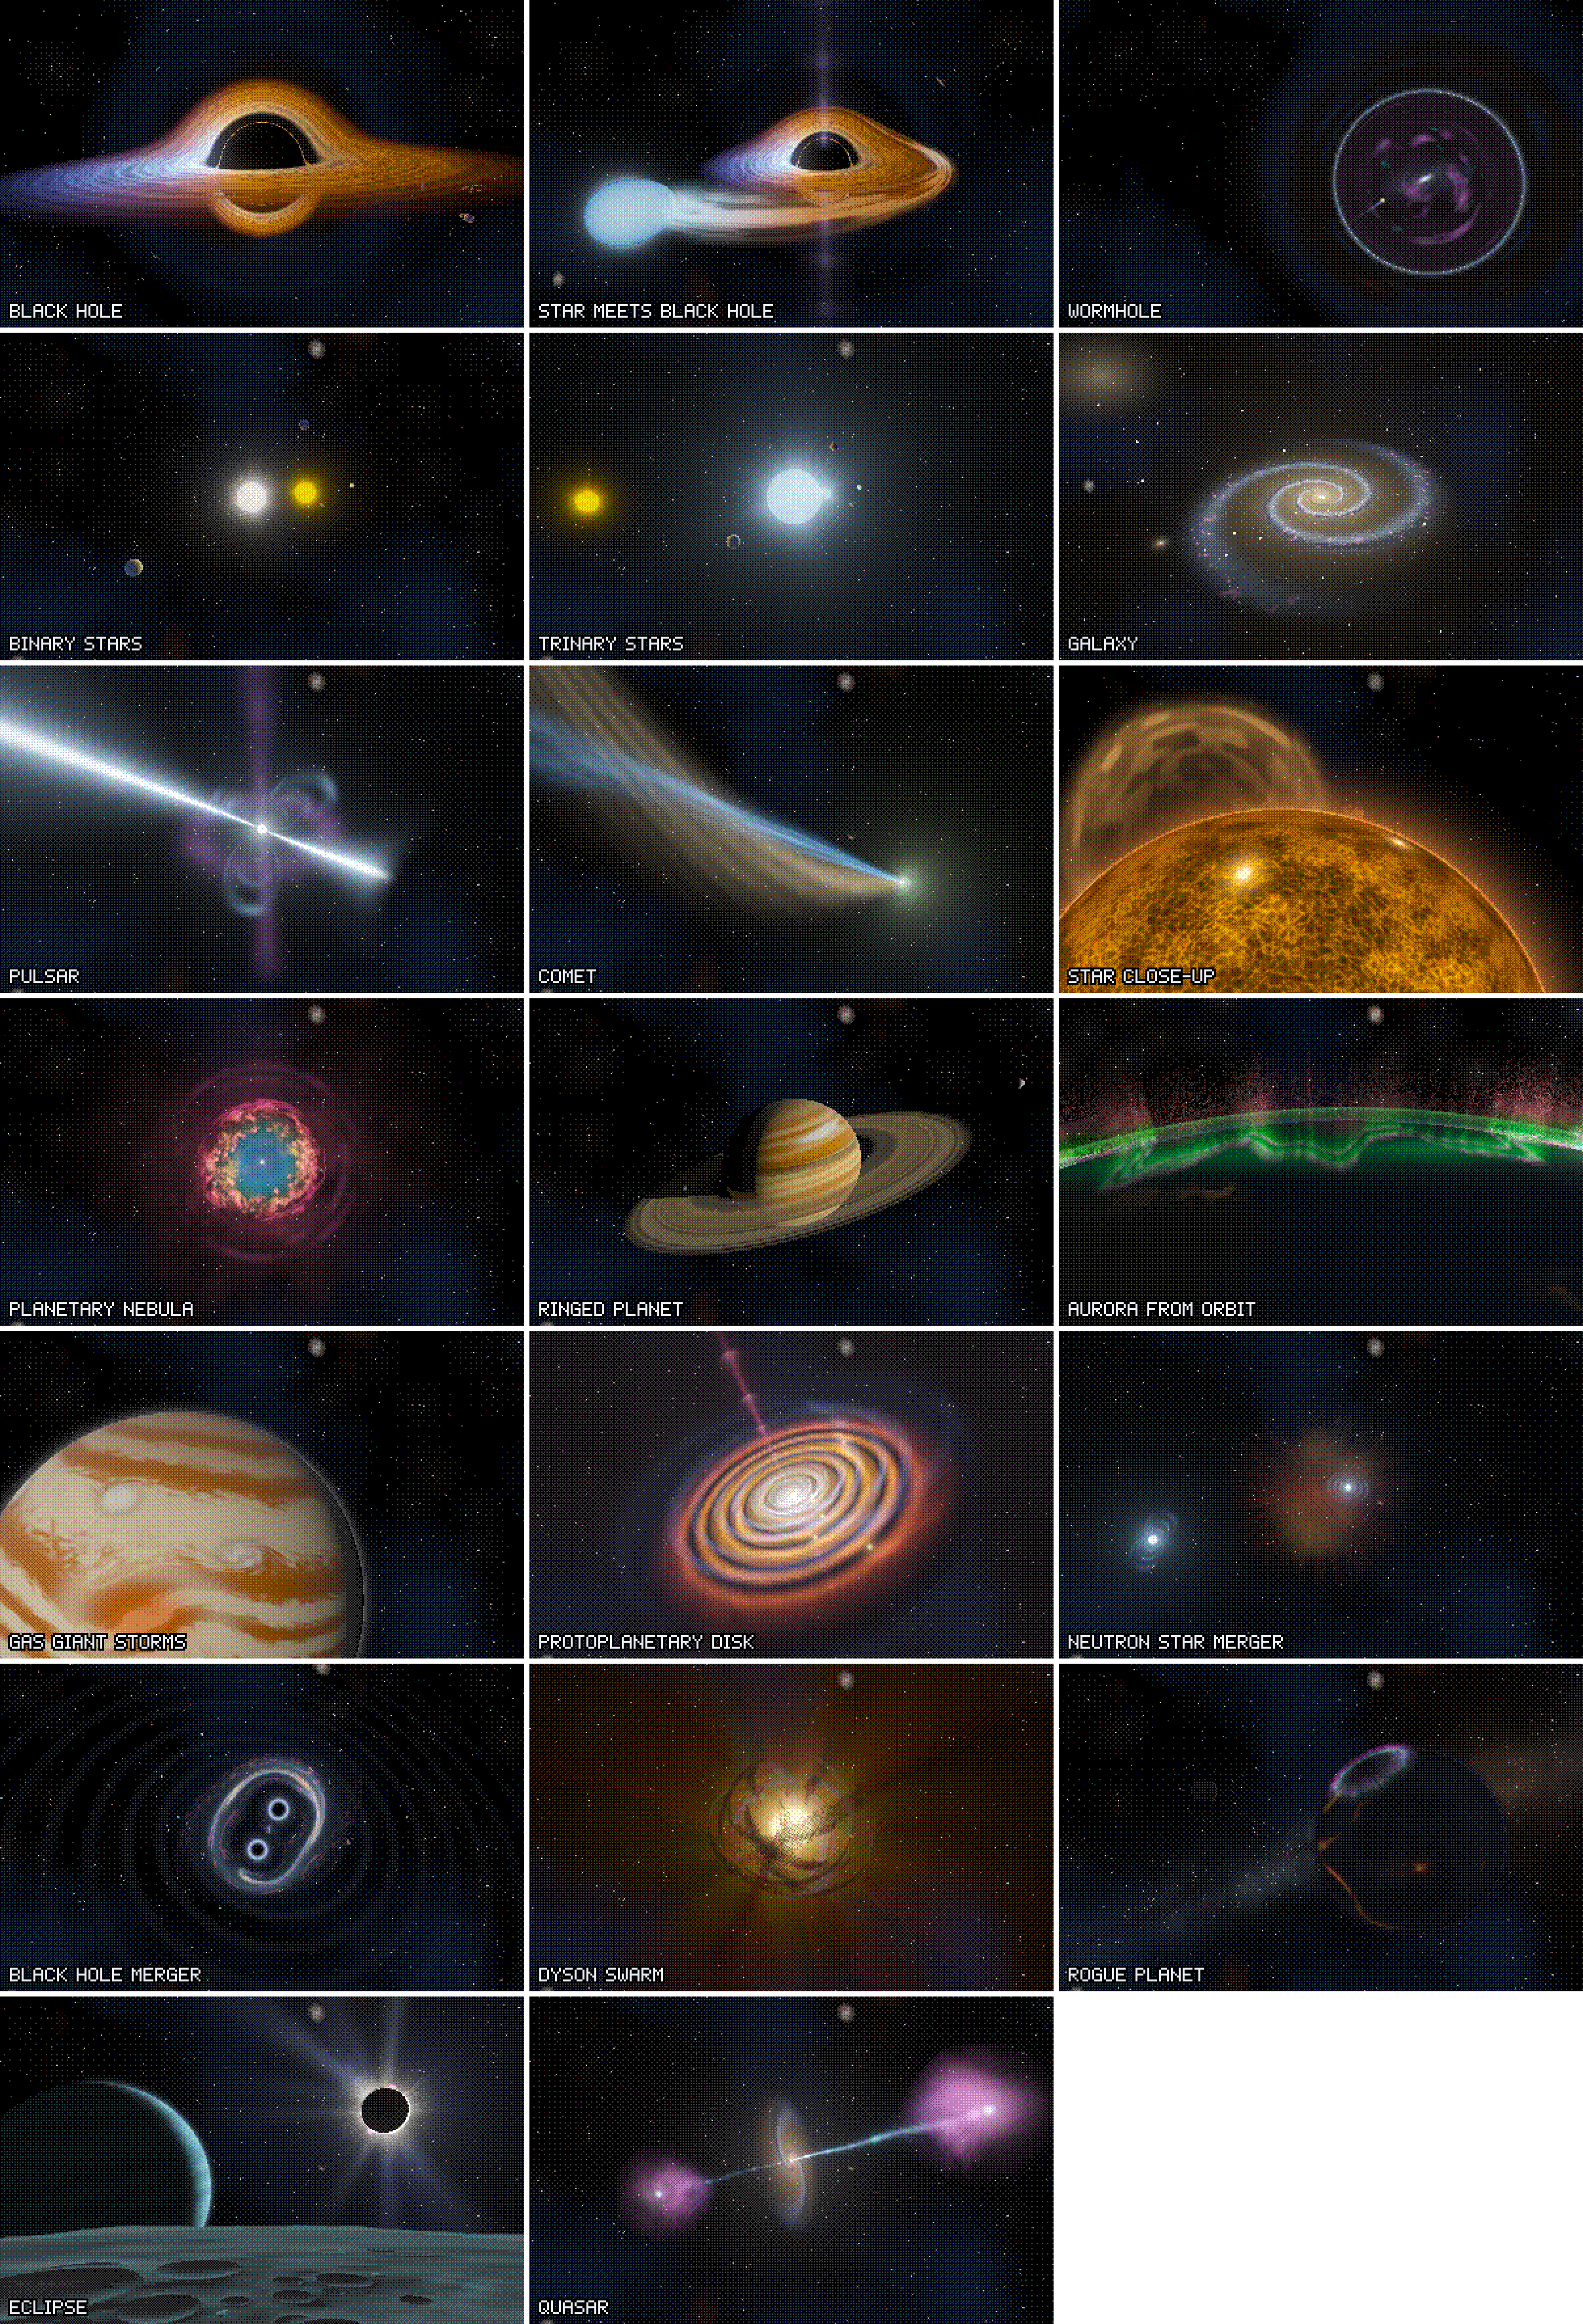 BLACK HOLE
STAR MEETS BLACK HOLE
WORMHOLE
BINARY STARS
TRINARY STARS
GALAXY
PULSAR
COMET
STAR CLOSE-UP
PLANETARY NEBULA
RINGED PLANET
AURORA FROM ORBIT
GAS GIANT STORMS
PROTOPLANETARY DISK
NEUTRON STAR MERGER
BLACK HOLE MERGER
DYSON SWARM
ROGUE PLANET
ECLIPSE
QUASAR